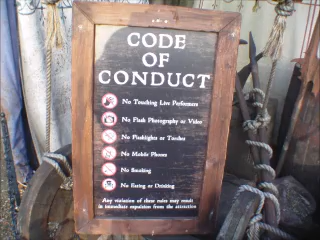 CODE
OF
CONDUCT
No Touching Live Performers
No Flash Photography or Video
No Flashlights or Torches
No Mobile Phones
No Smoking
No Eating or Drinking
Any violation of these rules may result
in immediate expulsion from the attraction